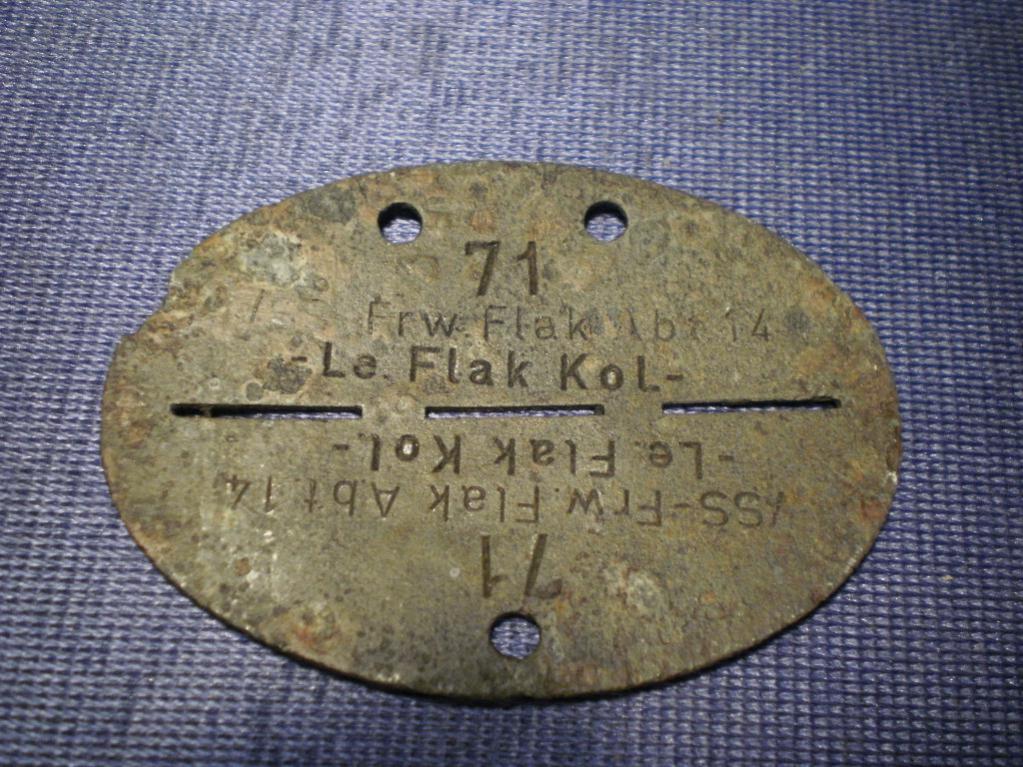 71
Frw. Flak Abt 14
-Le. Flak Kol.-
-Le. Flak Kol.-
/SS-Frw. Flak Abt. 14
71